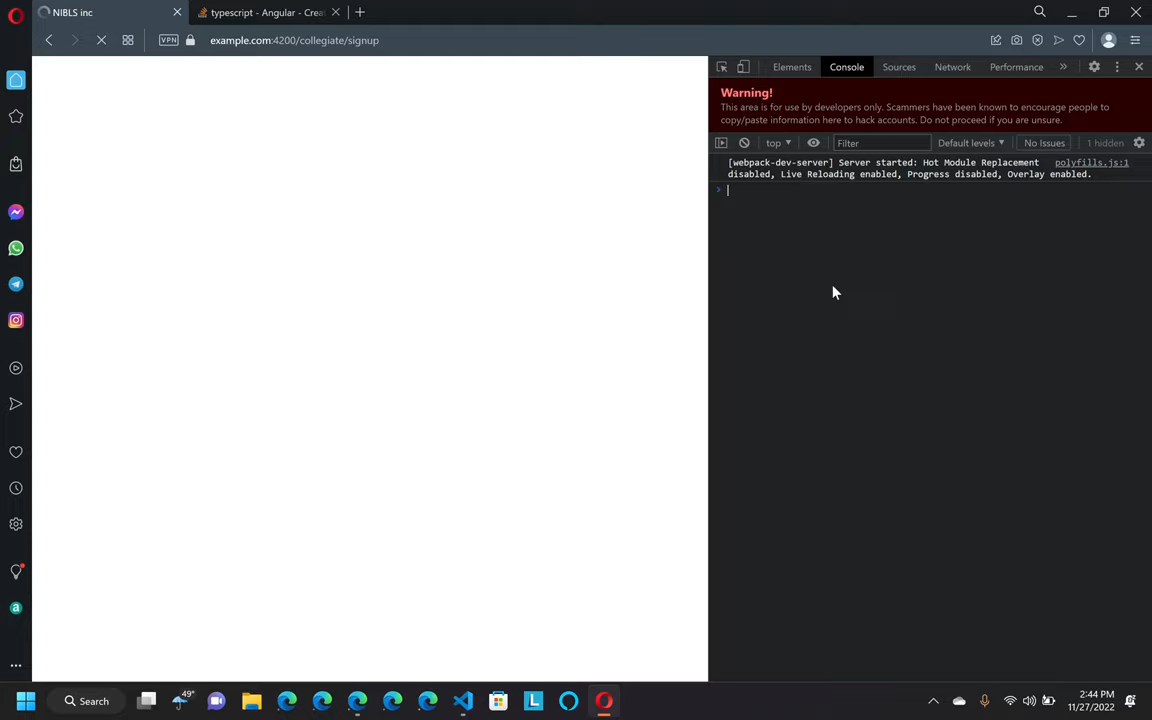 NIBLS inc
typescript - Angular - Crea
VPN
example.com:4200/collegiate/signup
Elements
Console
Sources
Network
Performance
Warning!
This area is for use by developers only. Scammers have been known to encourage people to
copy/paste information here to hack accounts. Do not proceed if you are unsure.
top
Filter
Default levels
No Issues
1 hidden
[webpack-dev-server] Server started: Hot Module Replacement polyfills.js:1
disabled, Live Reloading enabled, Progress disabled, Overlay enabled.
a
Search
49°
L
2:44 PM
11/27/2022